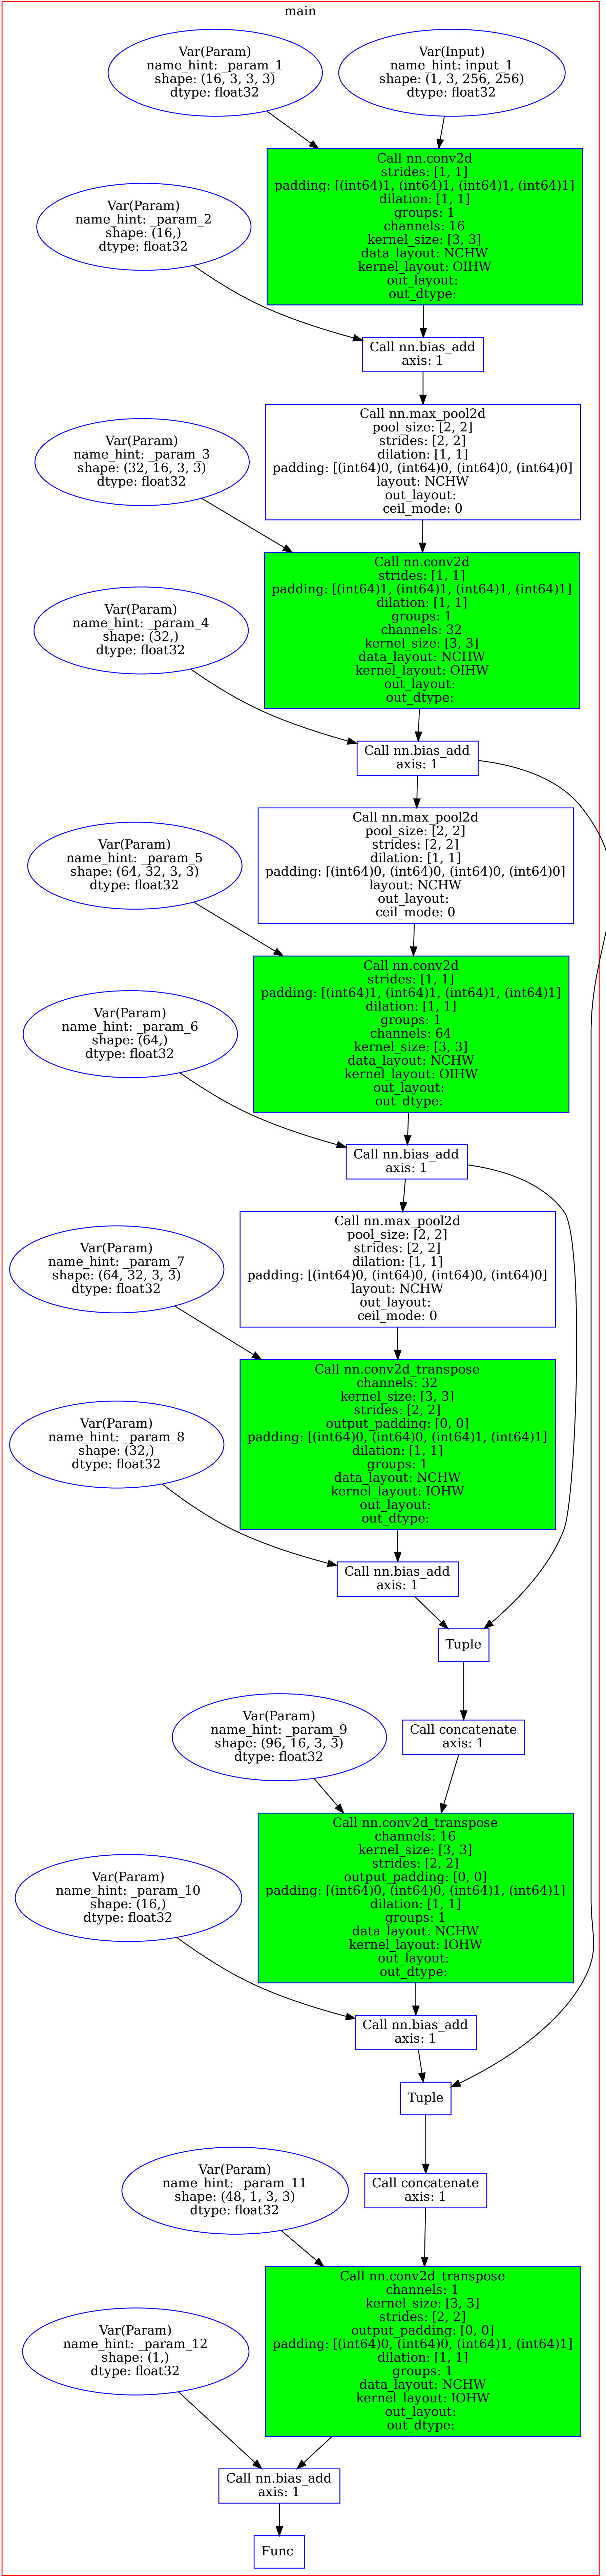 main
Var(Param)
name_hint: _param_1
shape: (16, 3, 3, 3)
dtype: float32
Var(Input)
name_hint: input_1
shape: (1, 3, 256, 256)
dtype: float32
Call nn.conv2d
strides: [1, 1]
padding: [(int64)1, (int64)1, (int64)1, (int64)1]
dilation: [1, 1]
groups: 1
channels: 16
kernel_size: [3, 3]
data_layout: NCHW
kernel_layout: OIHW
out_layout:
out_dtype:
Var(Param)
name_hint: _param_2
shape: (16,)
dtype: float32
Call nn.bias_add
axis: 1
Call nn.max_pool2d
pool_size: [2, 2]
strides: [2, 2]
dilation: [1, 1]
padding: [(int64)0, (int64)0, (int64)0, (int64)0]
layout: NCHW
out_layout:
ceil_mode: 0
Var(Param)
name_hint: _param_3
shape: (32, 16, 3, 3)
dtype: float32
Call nn.conv2d
strides: [1, 1]
padding: [(int64)1, (int64)1, (int64)1, (int64)1]
dilation: [1, 1]
groups: 1
channels: 32
kernel_size: [3, 3]
data_layout: NCHW
kernel_layout: OIHW
out_layout:
out_dtype:
Var(Param)
name_hint: _param_4
shape: (32,)
dtype: float32
Call nn.bias_add
axis: 1
Call nn.max_pool2d
pool_size: [2, 2]
strides: [2, 2]
dilation: [1, 1]
padding: [(int64)0, (int64)0, (int64)0, (int64)0]
layout: NCHW
out_layout:
ceil_mode: 0
Var(Param)
name_hint: _param_5
shape: (64, 32, 3, 3)
dtype: float32
Call nn.conv2d
strides: [1, 1]
padding: [(int64)1, (int64)1, (int64)1, (int64)1]
dilation: [1, 1]
groups: 1
channels: 64
kernel_size: [3, 3]
data_layout: NCHW
kernel_layout: OIHW
out_layout:
out_dtype:
Var(Param)
name_hint: _param_6
shape: (64,)
dtype: float32
Call nn.bias_add
axis: 1
Call nn.max_pool2d
pool_size: [2, 2]
strides: [2, 2]
dilation: [1, 1]
padding: [(int64)0, (int64)0, (int64)0, (int64)0]
layout: NCHW
out_layout:
ceil_mode: 0
Var(Param)
name_hint: _param_7
shape: (64, 32, 3, 3)
dtype: float32
Call nn.conv2d_transpose
channels: 32
kernel_size: [3, 3]
strides: [2, 2]
output_padding: [0, 0]
padding: [(int64)0, (int64)0, (int64)1, (int64)1]
dilation: [1, 1]
groups: 1
data_layout: NCHW
kernel_layout: IOHW
out_layout:
out_dtype:
Var(Param)
name_hint: _param_8
shape: (32,)
dtype: float32
Call nn.bias_add
axis: 1
Tuple
Call concatenate
axis: 1
Var(Param)
name_hint: _param_9
shape: (96, 16, 3, 3)
dtype: float32
Call nn.conv2d_transpose
channels: 16
kernel_size: [3, 3]
strides: [2, 2]
output_padding: [0, 0]
padding: [(int64)0, (int64)0, (int64)1, (int64)1]
dilation: [1, 1]
groups: 1
data_layout: NCHW
kernel_layout: IOHW
out_layout:
out_dtype:
Var(Param)
name_hint: _param_10
shape: (16,)
dtype: float32
Call nn.bias_add
axis: 1
Tuple
Call concatenate
axis: 1
Var(Param)
name_hint: _param_11
shape: (48, 1, 3, 3)
dtype: float32
Call nn.conv2d_transpose
channels: 1
kernel_size: [3, 3]
strides: [2, 2]
output_padding: [0, 0]
padding: [(int64)0, (int64)0, (int64)1, (int64)1]
dilation: [1, 1]
groups: 1
data_layout: NCHW
kernel_layout: IOHW
out_layout:
out_dtype:
Var(Param)
name_hint: _param_12
shape: (1,)
dtype: float32
Call nn.bias_add
axis: 1
Func